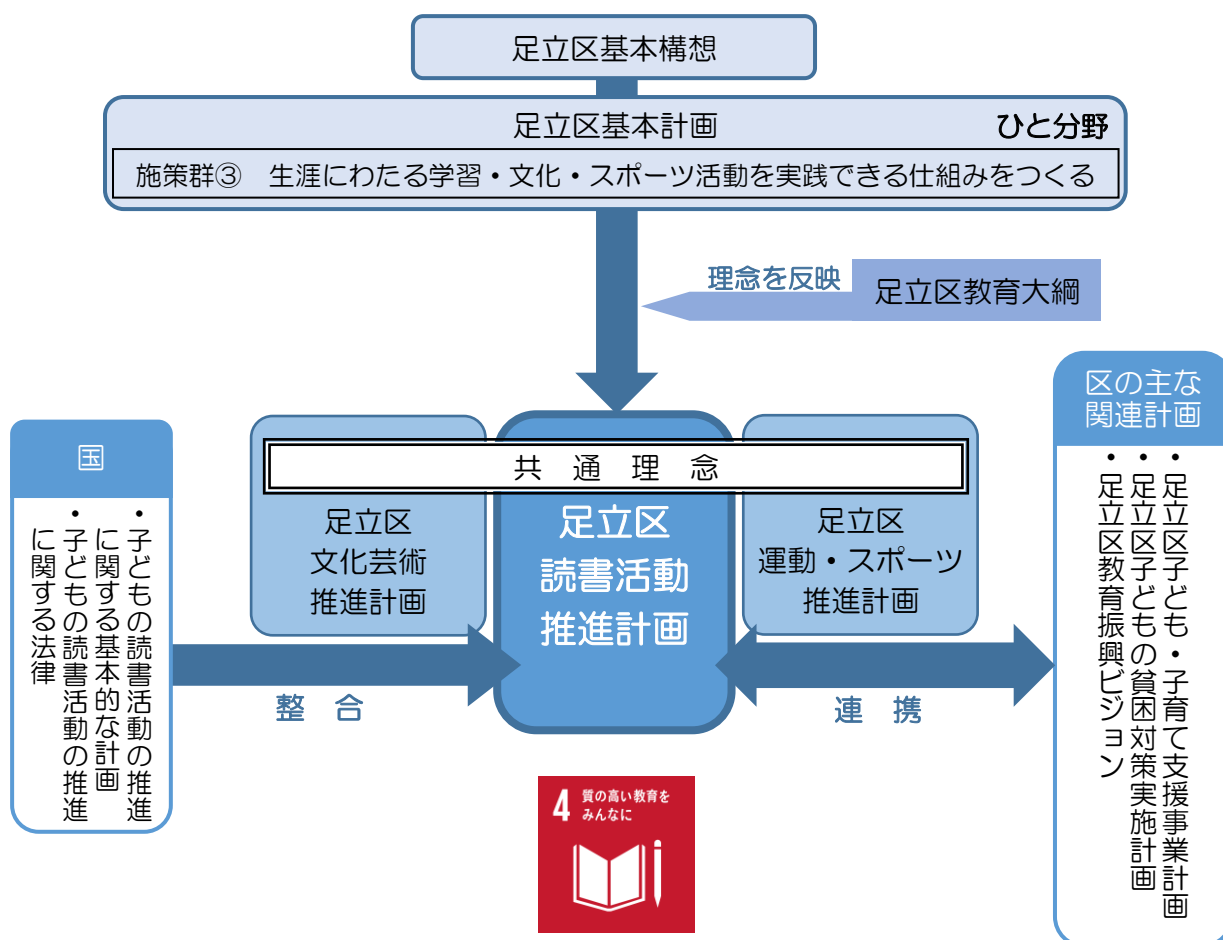 足立区基本構想
足立区基本計画　ひと分野
施策群③　生涯にわたる学習・文化・スポーツ活動を実践できる仕組みをつくる
理念を反映
足立区教育大綱
国
・子どもの読書活動の推進
に関する基本的な計画
・子どもの読書活動の推進
に関する法律
共通理念
足立区
文化芸術
推進計画
足立区
読書活動
推進計画
足立区
運動・スポーツ
推進計画
整合
連携
区の主な
関連計画
・足立区子ども・子育て支援事業計画
・足立区子どもの貧困対策実施計画
・足立区教育振興ビジョン
4 質の高い教育を
みんなに